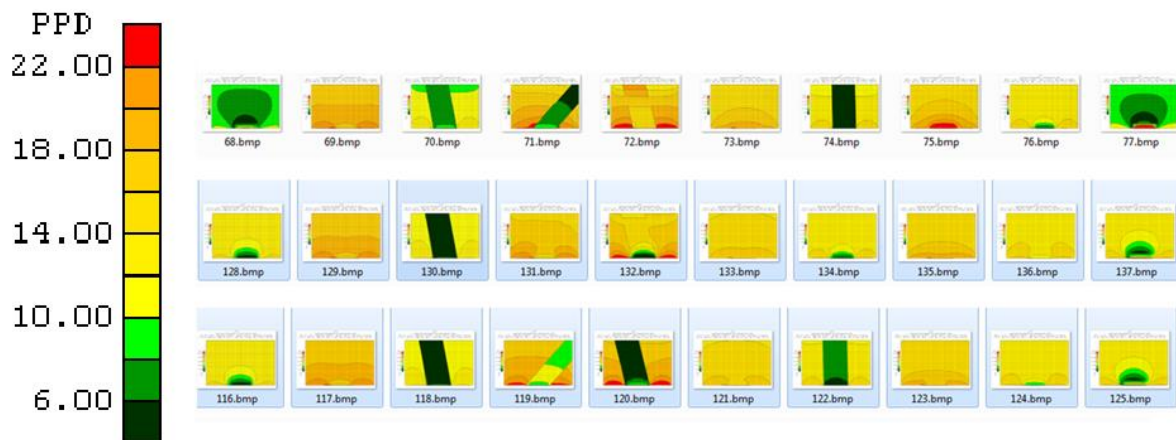 PPD
22.00
18.00
14.00
10.00
6.00
68.bmp 69.bmp 70.bmp 71.bmp 72.bmp 73.bmp 74.bmp 75.bmp 76.bmp 77.bmp
128.bmp 129.bmp 130.bmp 131.bmp 132.bmp 133.bmp 134.bmp 135.bmp 136.bmp 137.bmp
116.bmp 117.bmp 118.bmp 119.bmp 120.bmp 121.bmp 122.bmp 123.bmp 124.bmp 125.bmp